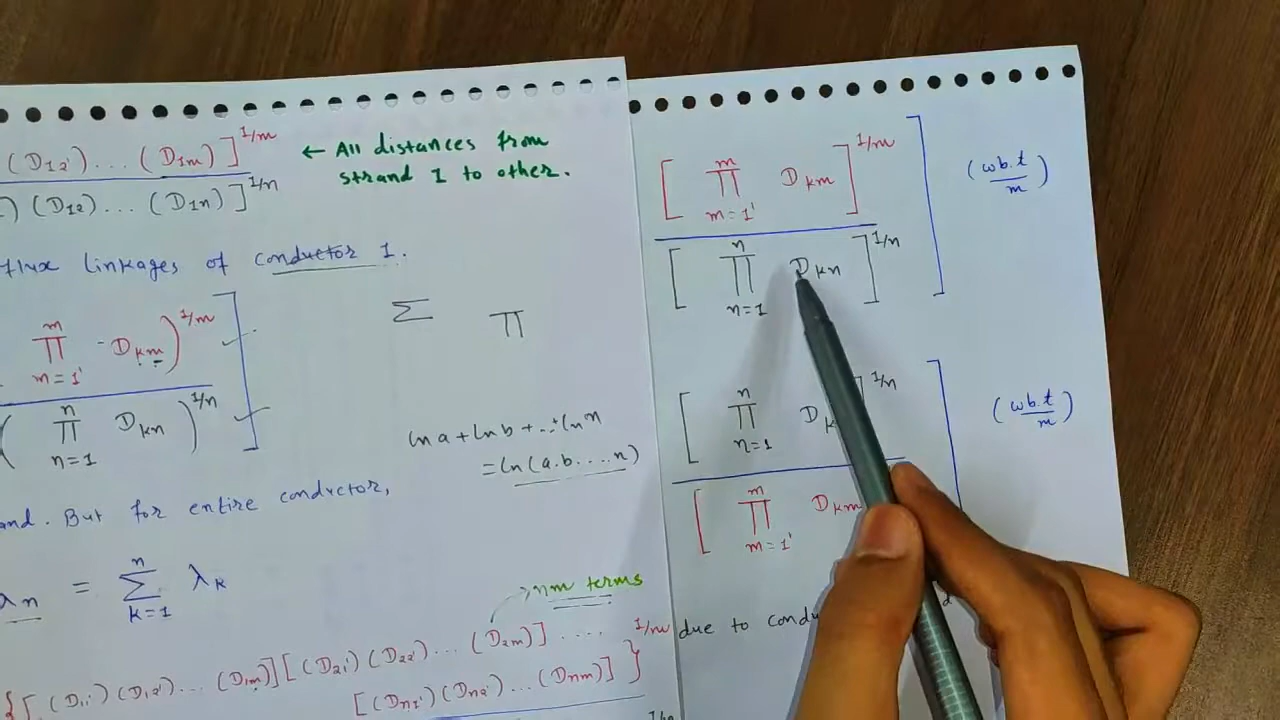 (D₁₂') ... (D₁ₘ)]^1/m ← All distances from
) (D₁₂) ... (D₁ₙ)]^1/n strand 1 to other.
flux linkages of conductor 1.
m
∏ Dₖₘ)^1/m
m=1'
n
( ∏ Dₖₙ)^1/n
n=1
Σ ∏
ln a + ln b + ...+ ln n
= ln (a.b.....n)
and. But for entire conductor,
λₙ = Σ λₖ
n
k=1
→ nm terms
{[(D₁₁')(D₁₂') ... (D₁ₘ)][(D₂₁')(D₂₂') ... (D₂ₘ)] ....
[(Dₙ₁')(Dₙ₂') ... (Dₙₘ)] }
[ m
∏ Dₖₘ ]^1/m ] (wb.t/m)
m=1'
[ n
∏ Dₖₙ ]^1/n
n=1
[ n
∏ ]^1/n ] (wb.t/m)
n=1
[ m
∏ Dₖₘ
m=1'
due to